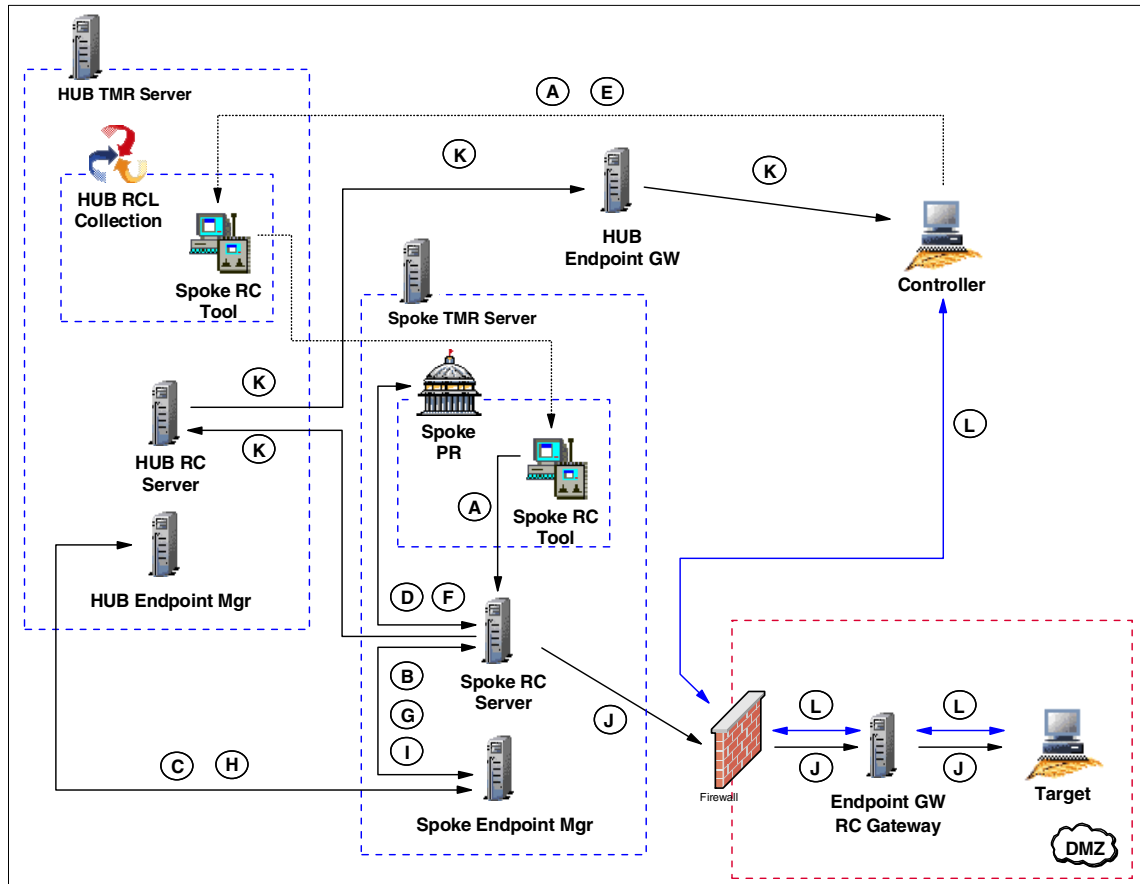 HUB TMR Server
A E
K
K
HUB RCL
Collection
HUB
Endpoint GW
Controller
Spoke RC
Tool
Spoke TMR Server
K
K
L
Spoke
PR
HUB RC
Server
A
Spoke RC
Tool
HUB Endpoint Mgr
D F
B
Spoke RC
Server
G
J
L
L
I
C H
J
J
Firewall
Endpoint GW
RC Gateway
Target
Spoke Endpoint Mgr
DMZ